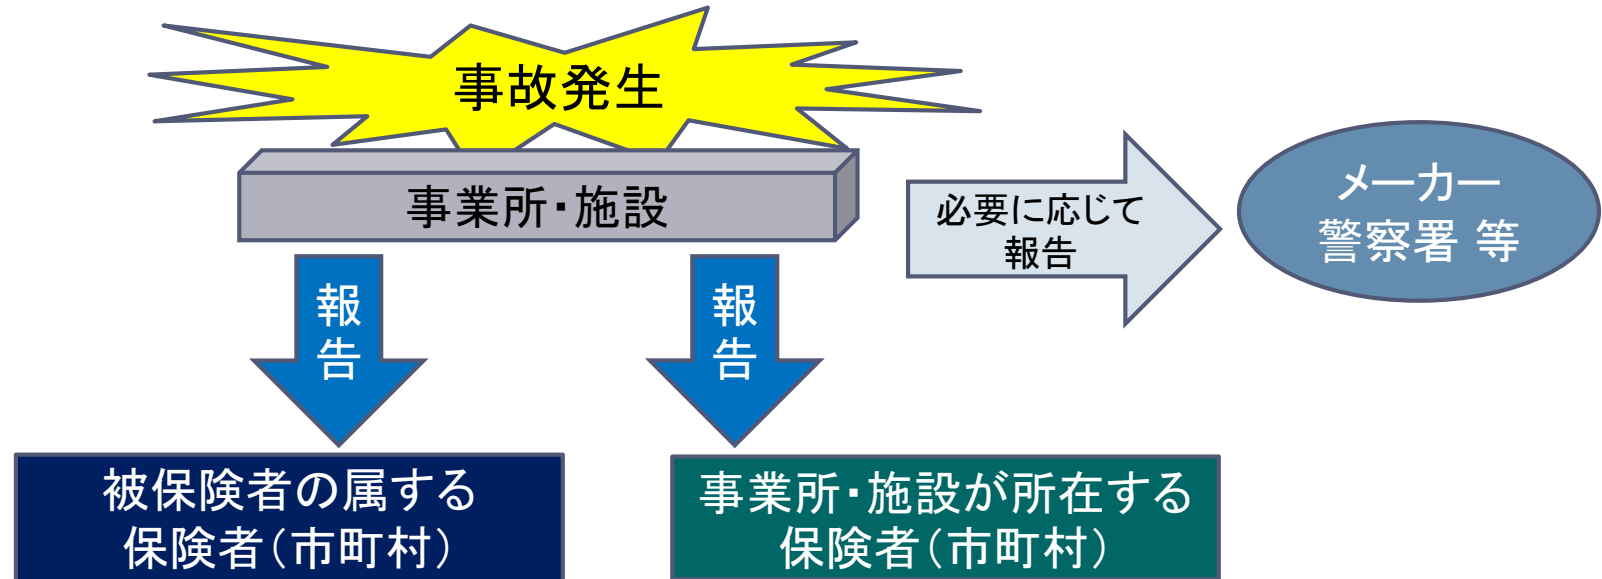 事故発生
事業所・施設
必要に応じて
報告
メーカー
警察署 等
報告
報告
被保険者の属する
保険者(市町村)
事業所・施設が所在する
保険者(市町村)